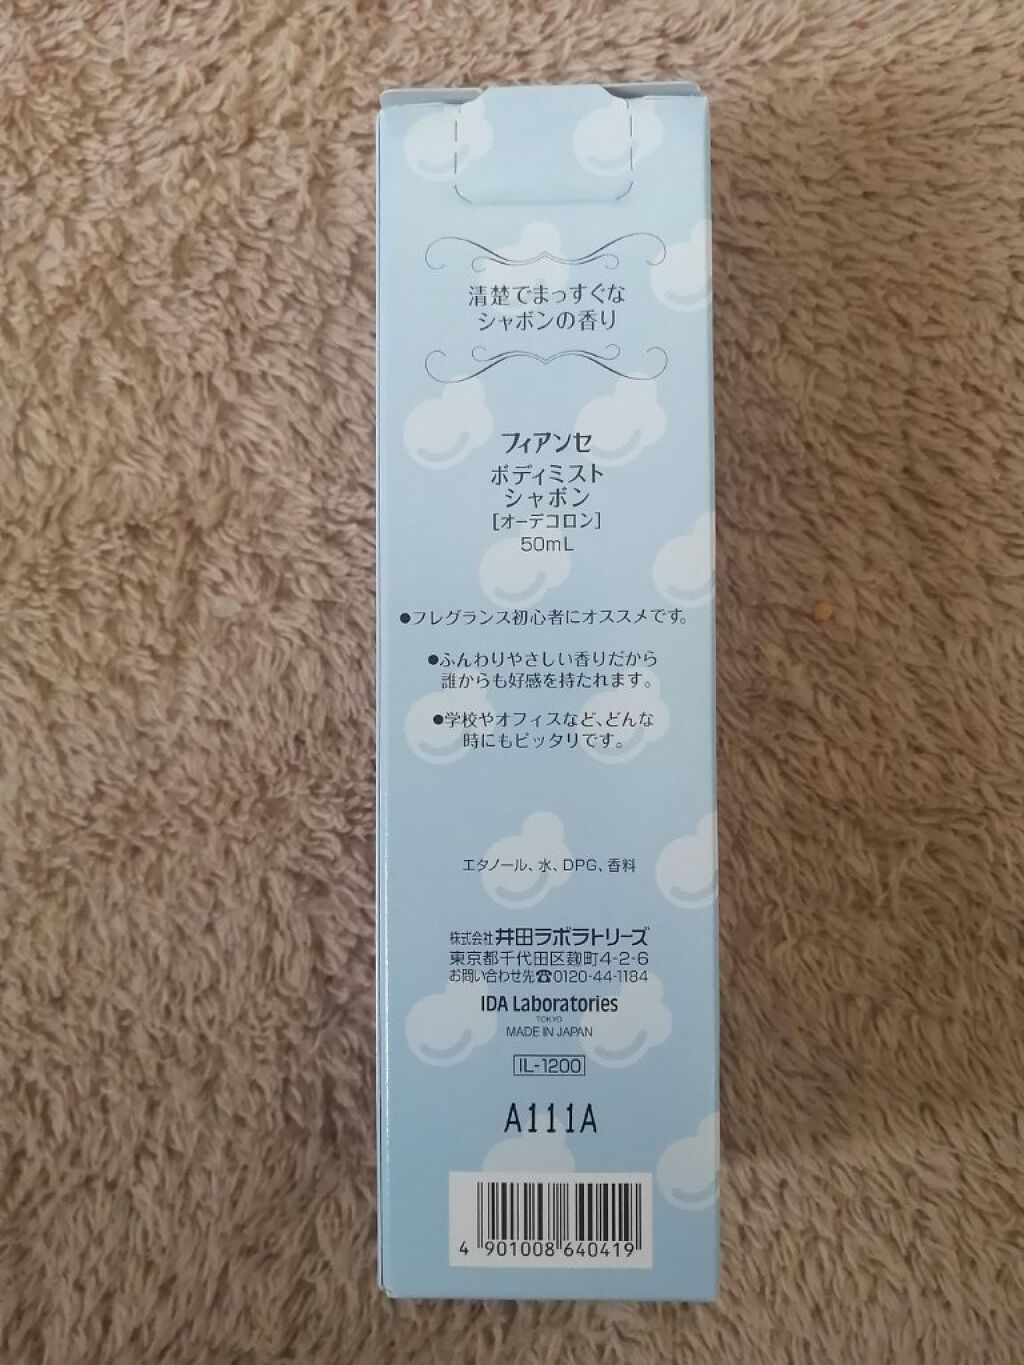 清楚でまっすぐな
シャボンの香り
フィアンセ
ボディミスト
シャボン
[オーデコロン]
50mL
●フレグランス初心者にオススメです。
●ふんわりやさしい香りだから
誰からも好感を持たれます。
●学校やオフィスなど、どんな
時にもピッタリです。
エタノール、水、DPG、香料
株式会社 井田ラボラトリーズ
東京都千代田区麹町4-2-6
お問い合わせ先☎0120-44-1184
IDA Laboratories
TOKYO
MADE IN JAPAN
IL-1200
A111A
4 901008 640419